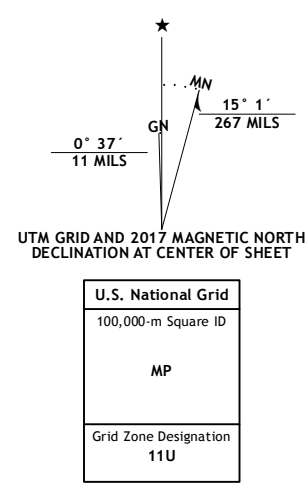 ★
MN
GN
15° 1´
267 MILS
0° 37´
11 MILS
UTM GRID AND 2017 MAGNETIC NORTH
DECLINATION AT CENTER OF SHEET
U.S. National Grid
100,000-m Square ID
MP
Grid Zone Designation
11U